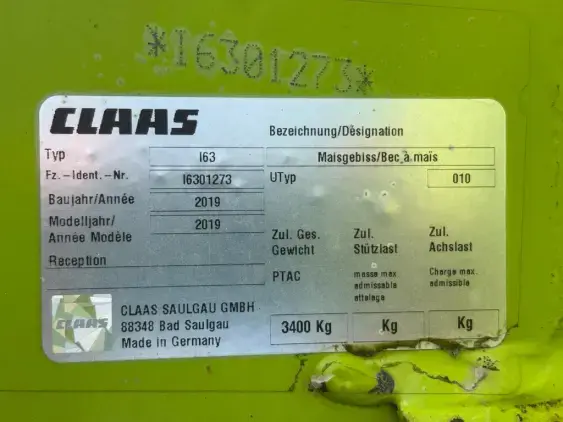 *I6301273*
CLAAS
Bezeichnung/Désignation
Typ I63 Maisgebiss/Bec à mais
Fz.-Ident.-Nr. I6301273 UTyp 010
Baujahr/Année 2019
Modelljahr/ Année Modèle 2019
Zul. Ges. Gewicht Zul. Stützlast Zul. Achslast
Reception
PTAC masse max admissable attelage Charge max. admissible
CLAAS
CLAAS SAULGAU GMBH
88348 Bad Saulgau
Made in Germany
3400 Kg Kg Kg